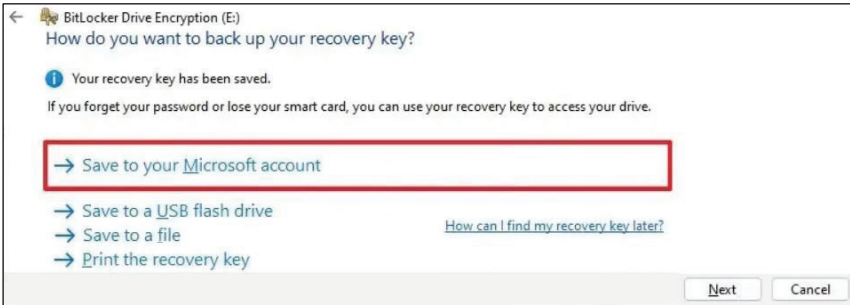 BitLocker Drive Encryption (E:)
How do you want to back up your recovery key?
Your recovery key has been saved.
If you forget your password or lose your smart card, you can use your recovery key to access your drive.
→ Save to your Microsoft account
→ Save to a USB flash drive
→ Save to a file
How can I find my recovery key later?
→ Print the recovery key
Next
Cancel